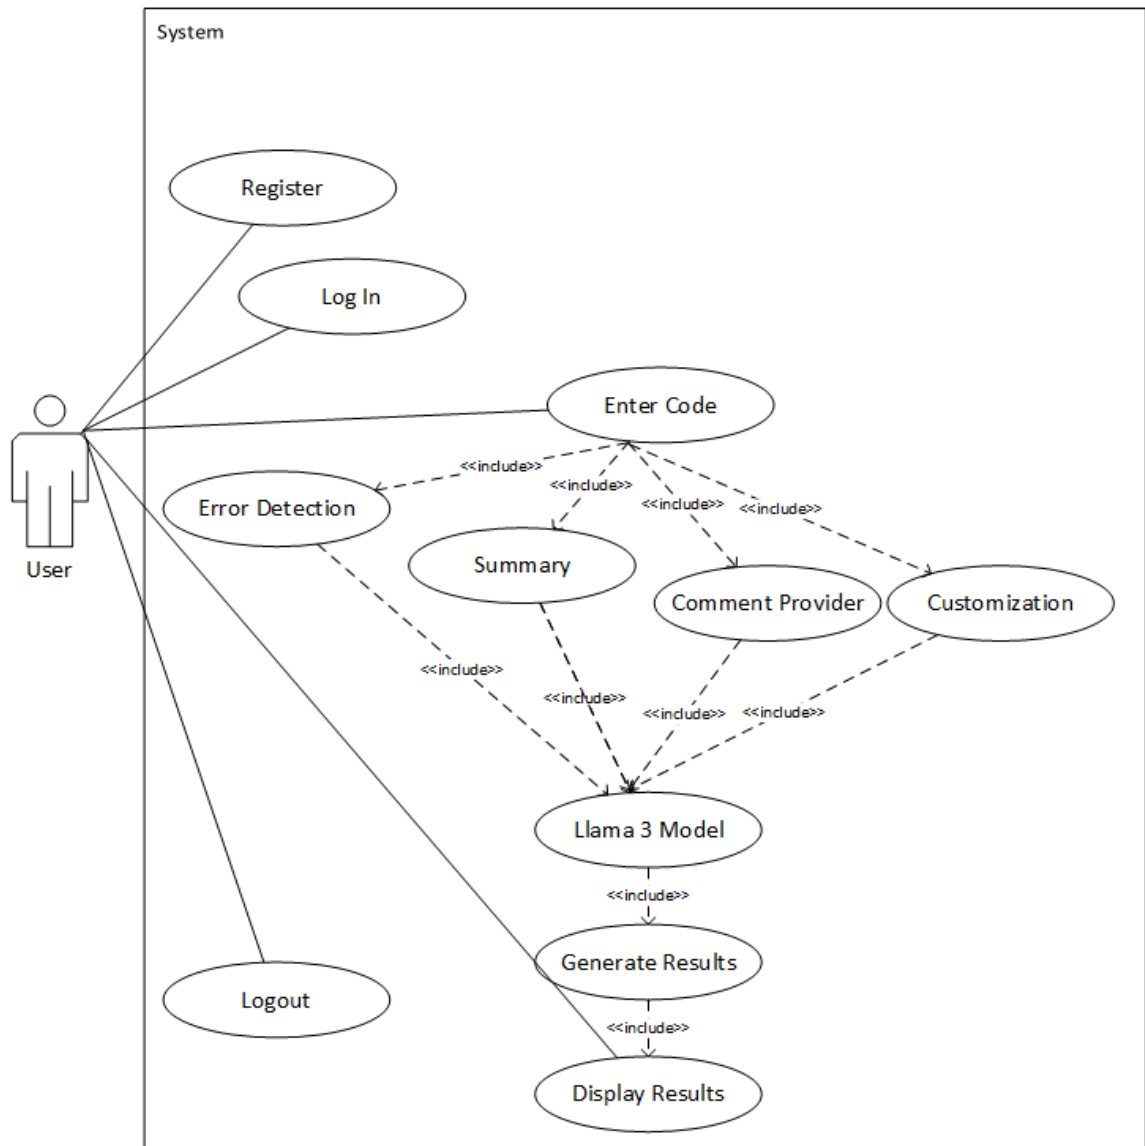 System
Register
Log In
Enter Code
<<include>>
<<include>>
<<include>>
<<include>>
Error Detection
Summary
Comment Provider
Customization
User
<<include>>
<<include>>
<<include>>
<<include>>
Llama 3 Model
<<include>>
Generate Results
Logout
<<include>>
Display Results